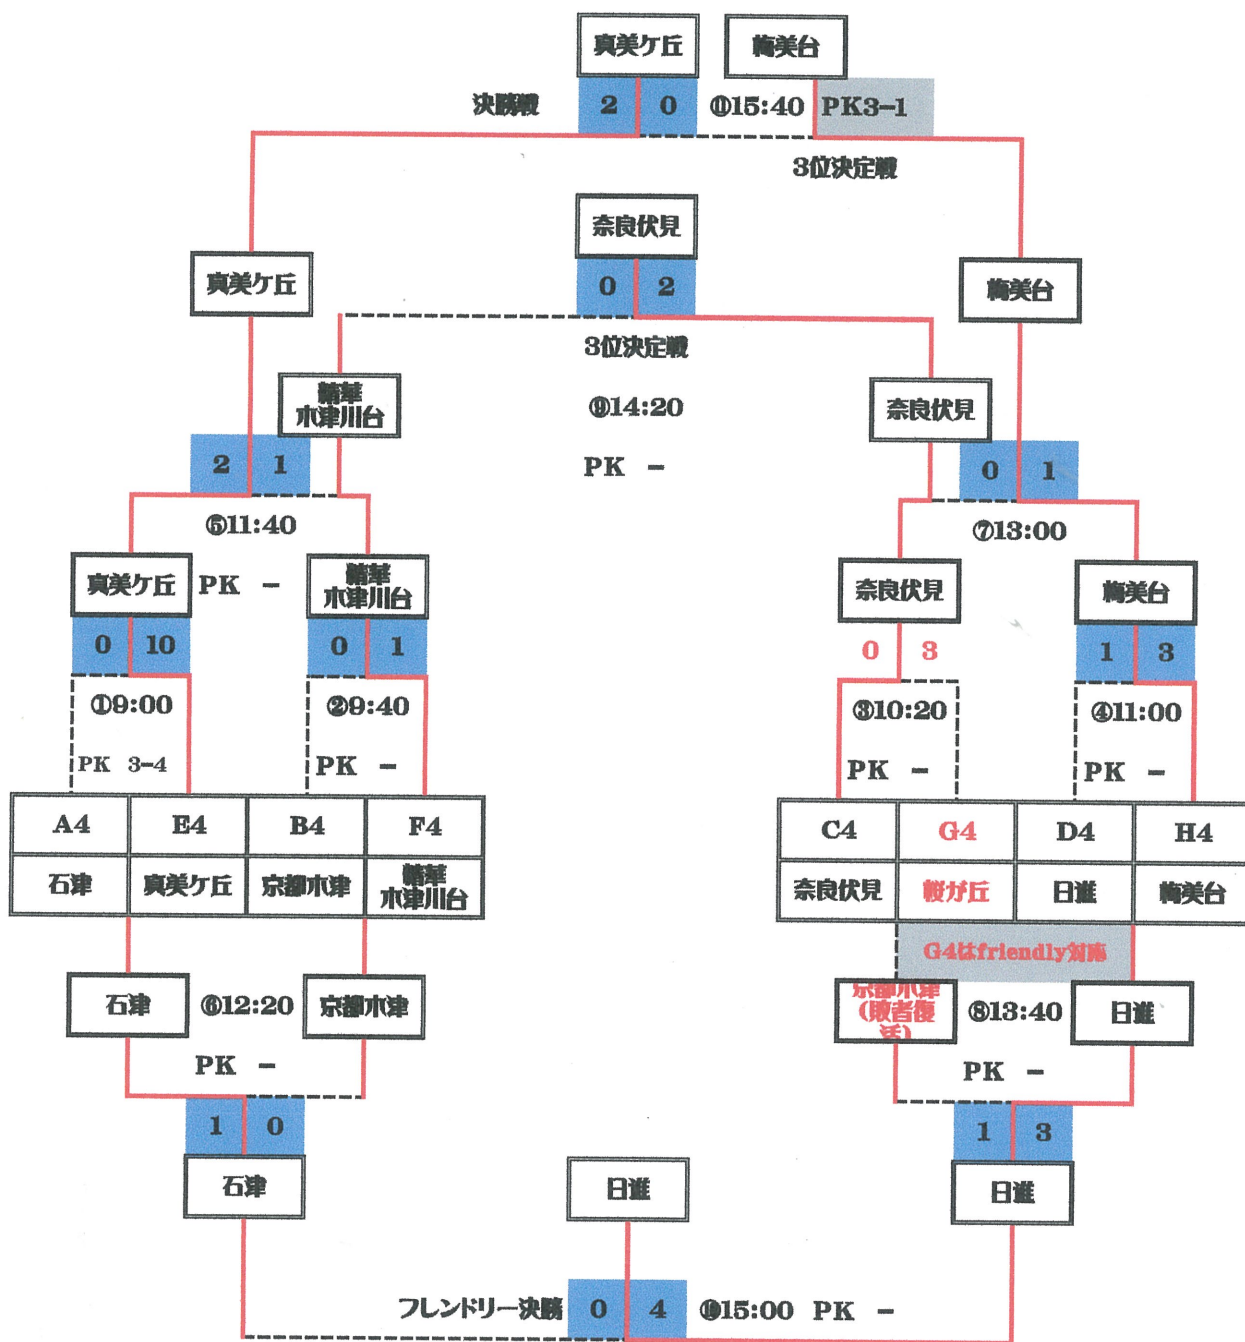 真美ケ丘 梅美台
決勝戦 2 0 ⑪15:40 PK3-1
3位決定戦
奈良伏見
真美ケ丘 0 2 梅美台
3位決定戦
精華
木津川台
⑨14:20 奈良伏見
2 1 PK - 0 1
⑤11:40 ⑦13:00
真美ケ丘 PK - 精華
木津川台 奈良伏見 梅美台
0 10 0 1 0 3 1 3
①9:00 ②9:40 ③10:20 ④11:00
PK 3-4 PK - PK - PK -
A4 E4 B4 F4 C4 G4 D4 H4
石津 真美ケ丘 京都木津 精華
木津川台 奈良伏見 桜が丘 日進 梅美台
G4はfriendly対応
石津 ⑥12:20 京都木津 京都木津
(敗者復
活) ⑧13:40 日進
PK - PK -
1 0 1 3
石津 日進 日進
フレンドリー決勝 0 4 ⑩15:00 PK -